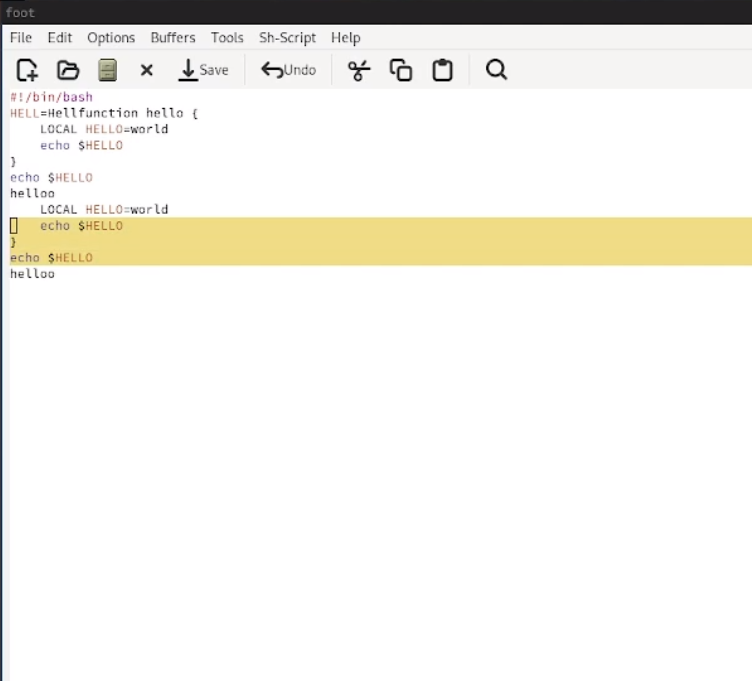 foot
File Edit Options Buffers Tools Sh-Script Help
Save Undo
#!/bin/bash
HELL=Hellfunction hello {
    LOCAL HELLO=world
    echo $HELLO
}
echo $HELLO
helloo
    LOCAL HELLO=world
    echo $HELLO
}
echo $HELLO
helloo